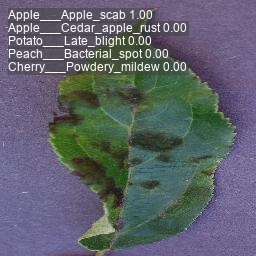 Apple___Apple_scab 1.00
Apple___Cedar_apple_rust 0.00
Potato___Late_blight 0.00
Peach___Bacterial_spot 0.00
Cherry___Powdery_mildew 0.00